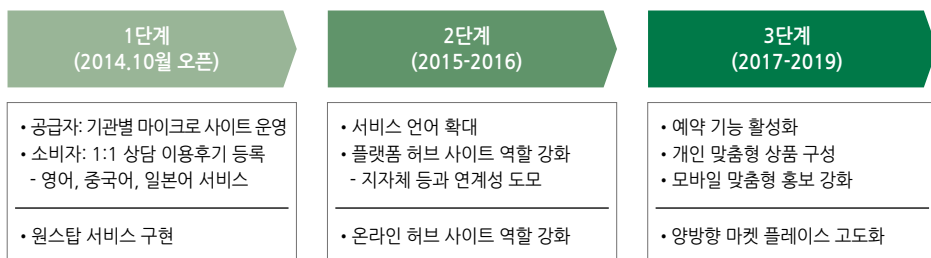 1단계
(2014.10월 오픈)
• 공급자: 기관별 마이크로 사이트 운영
• 소비자: 1:1 상담 이용후기 등록
- 영어, 중국어, 일본어 서비스
• 원스탑 서비스 구현
2단계
(2015-2016)
• 서비스 언어 확대
• 플랫폼 허브 사이트 역할 강화
- 지자체 등과 연계성 도모
• 온라인 허브 사이트 역할 강화
3단계
(2017-2019)
• 예약 기능 활성화
• 개인 맞춤형 상품 구성
• 모바일 맞춤형 홍보 강화
• 양방향 마켓 플레이스 고도화